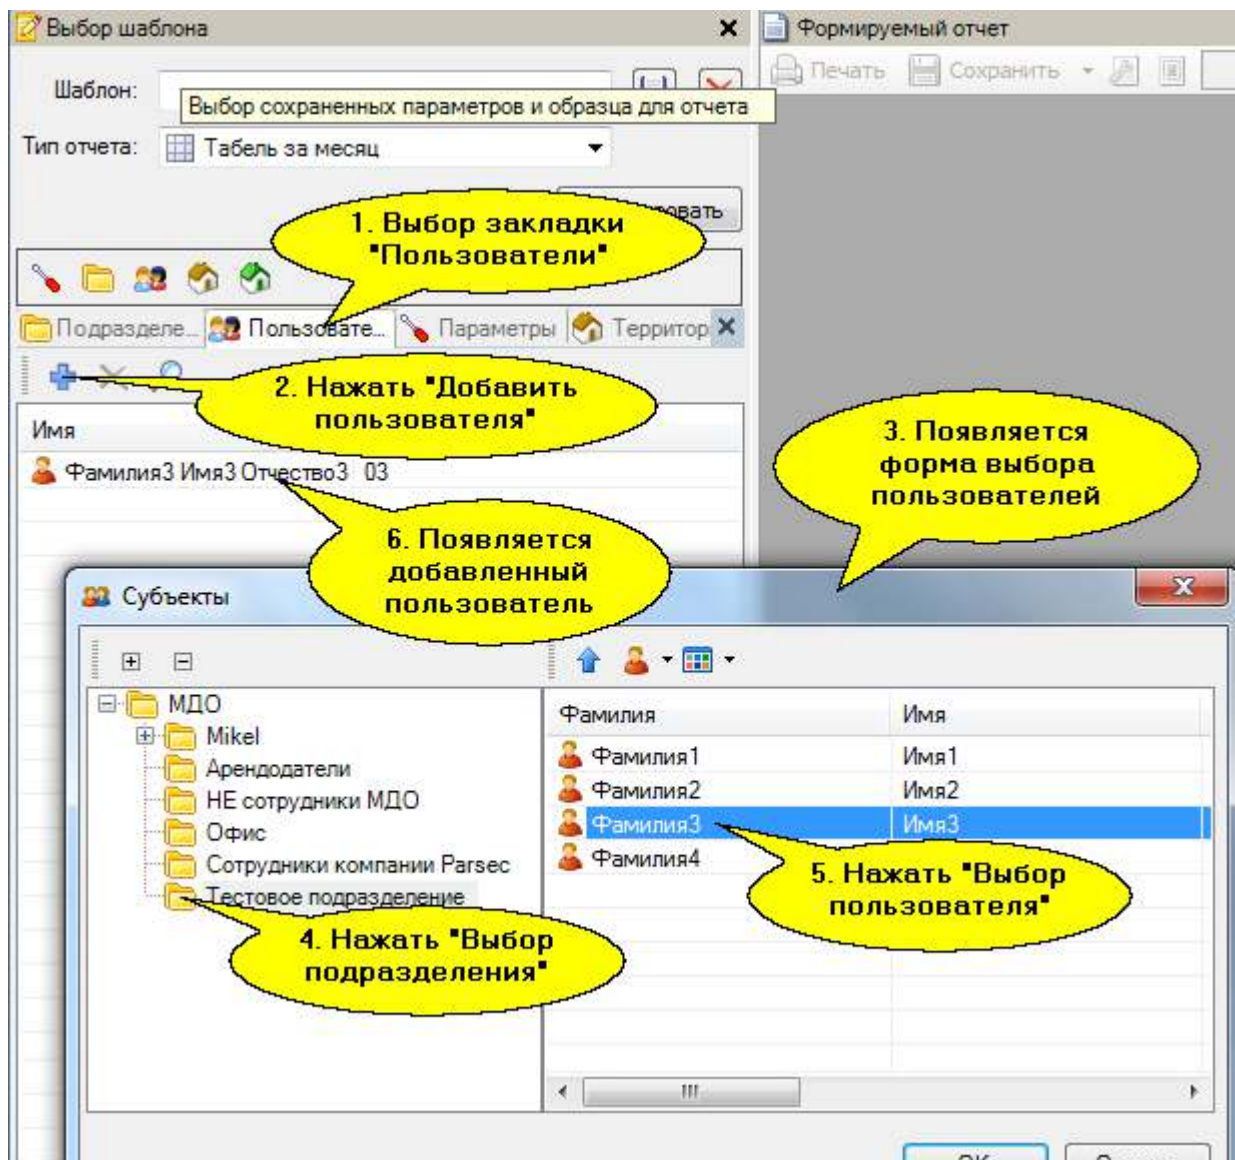 Выбор шаблона
Формируемый отчет
Печать Сохранить
Шаблон:
Выбор сохраненных параметров и образца для отчета
Тип отчета: Табель за месяц
1. Выбор закладки
"Пользователи"
Подразделе... Пользовате... Параметры Территор
2. Нажать "Добавить
пользователя"
Имя
3. Появляется
форма выбора
пользователей
Фамилия3 Имя3 Отчество3 03
6. Появляется
добавленный
пользователь
Субъекты
МДО
Mikel
Арендодатели
НЕ сотрудники МДО
Офис
Сотрудники компании Parsec
Тестовое подразделение
Фамилия Имя
Фамилия1 Имя1
Фамилия2 Имя2
Фамилия3 Имя3
Фамилия4
5. Нажать "Выбор
пользователя"
4. Нажать "Выбор
подразделения"